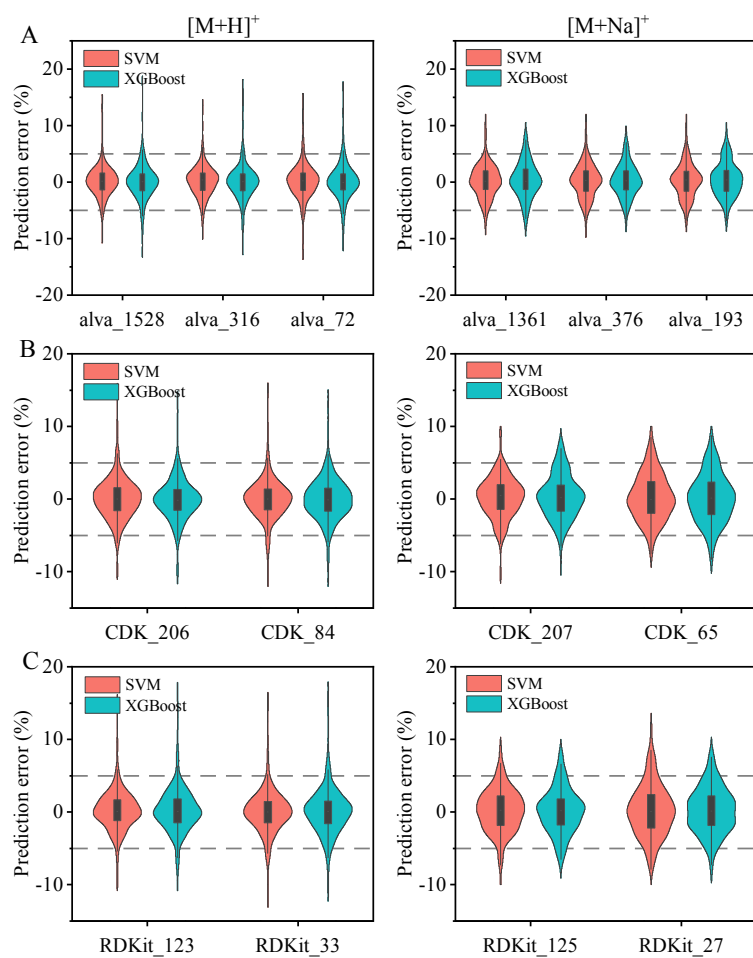 A
[M+H]⁺
[M+Na]⁺
Prediction error (%)
20
10
0
-10
-20
SVM
XGBoost
alva_1528
alva_316
alva_72
Prediction error (%)
20
10
0
-10
-20
SVM
XGBoost
alva_1361
alva_376
alva_193
B
Prediction error (%)
20
10
0
-10
SVM
XGBoost
CDK_206
CDK_84
Prediction error (%)
20
10
0
-10
SVM
XGBoost
CDK_207
CDK_65
C
Prediction error (%)
20
10
0
-10
SVM
XGBoost
RDKit_123
RDKit_33
Prediction error (%)
20
10
0
-10
SVM
XGBoost
RDKit_125
RDKit_27